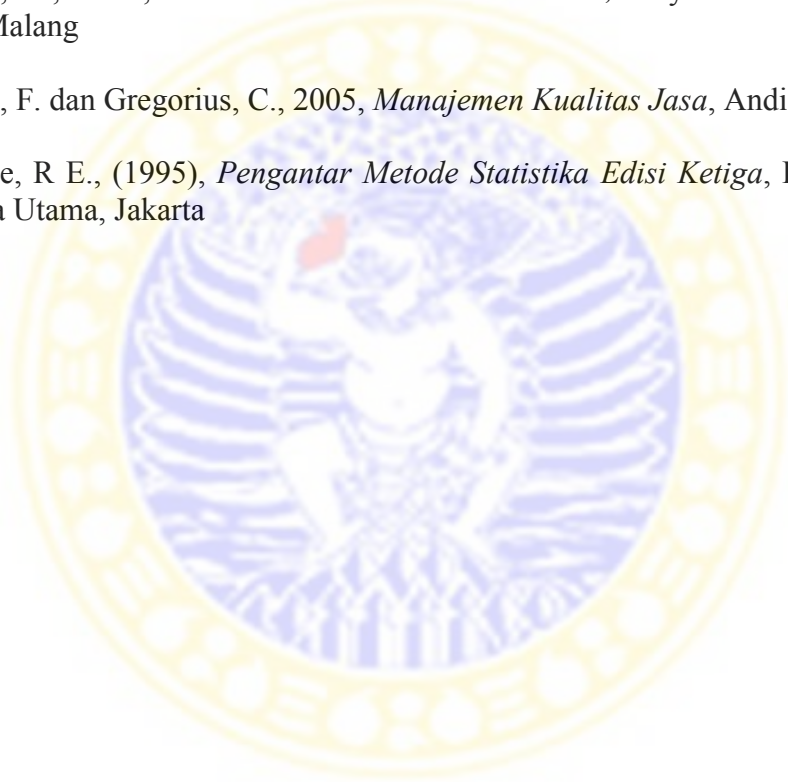 Malang
, F. dan Gregorius, C., 2005, Manajemen Kualitas Jasa, Andi
e, R E., (1995), Pengantar Metode Statistika Edisi Ketiga,
a Utama, Jakarta